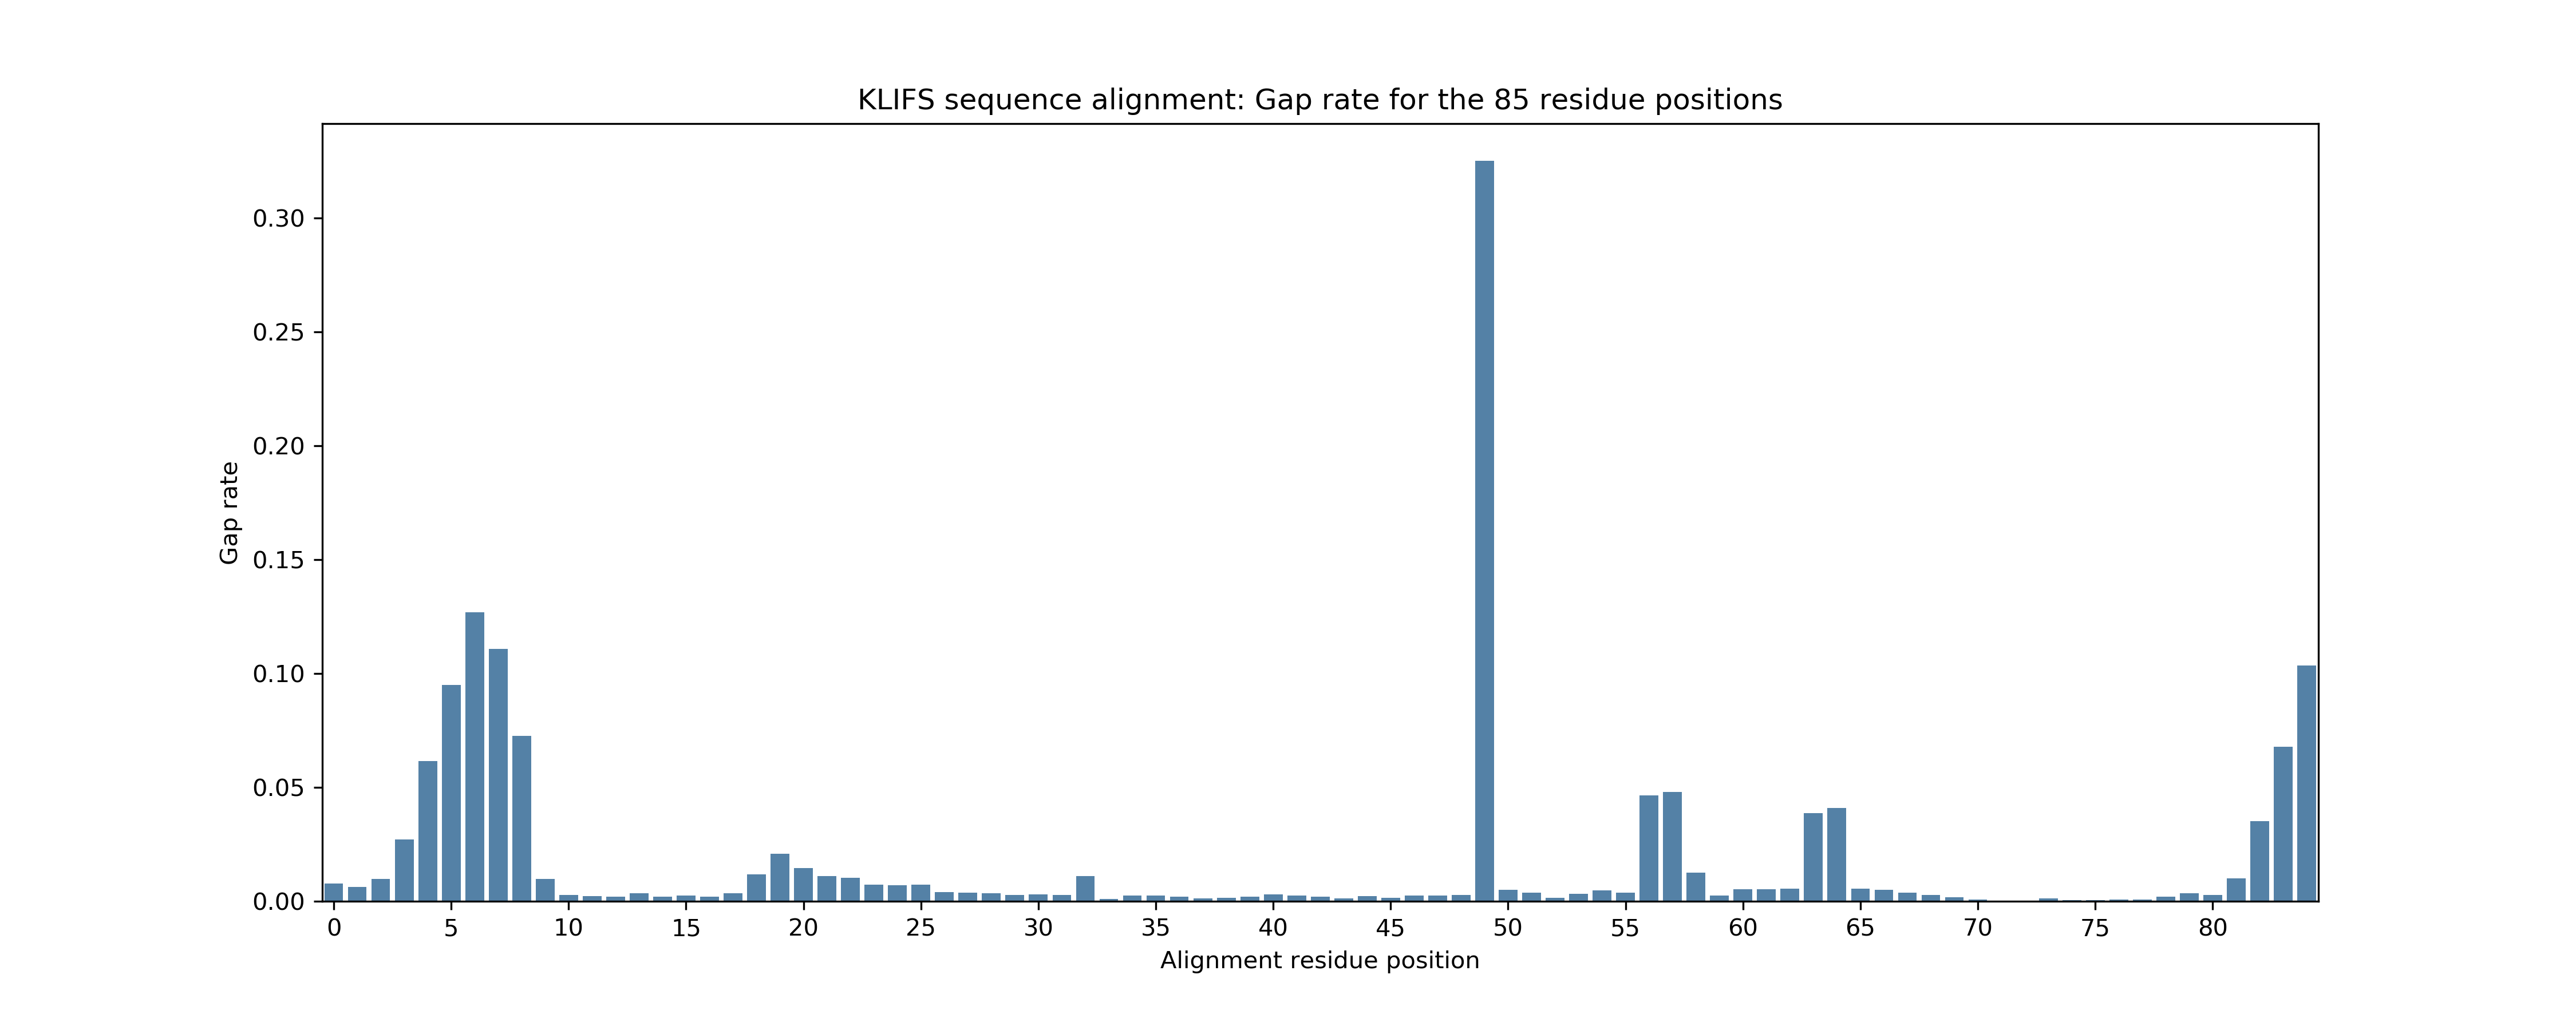 KLIFS sequence alignment: Gap rate for the 85 residue positions
0.30
0.25
0.20
0.15
0.10
0.05
0.00
Gap rate
0 5 10 15 20 25 30 35 40 45 50 55 60 65 70 75 80
Alignment residue position